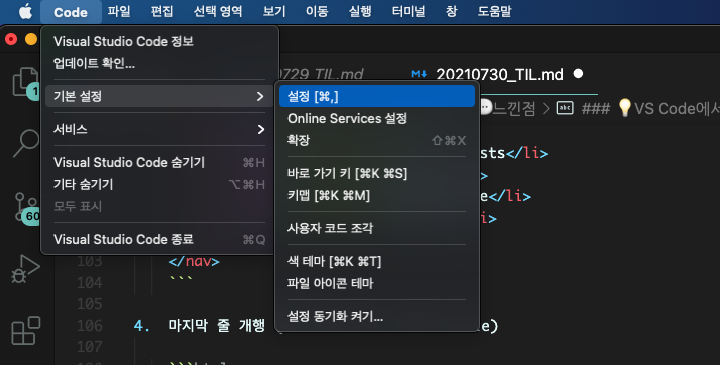 Code 파일 편집 선택 영역 보기 이동 실행 터미널 창 도움말
Visual Studio Code 정보
업데이트 확인...
기본 설정
서비스
Visual Studio Code 숨기기 ⌘H
기타 숨기기 ⌥⌘H
모두 표시
Visual Studio Code 종료 ⌘Q
설정 [⌘,]
Online Services 설정
확장 ⇧⌘X
바로 가기 키 [⌘K ⌘S]
키맵 [⌘K ⌘M]
사용자 코드 조각
색 테마 [⌘K ⌘T]
파일 아이콘 테마
설정 동기화 켜기...
0729_TIL.md
20210730_TIL.md
💬느낀점 > abc ### 💡VS Code에서
1
60
sts</li>
>
e</li>
i>
103 </nav>
104 ```
105
106 4. 마지막 줄 개행 e)
107